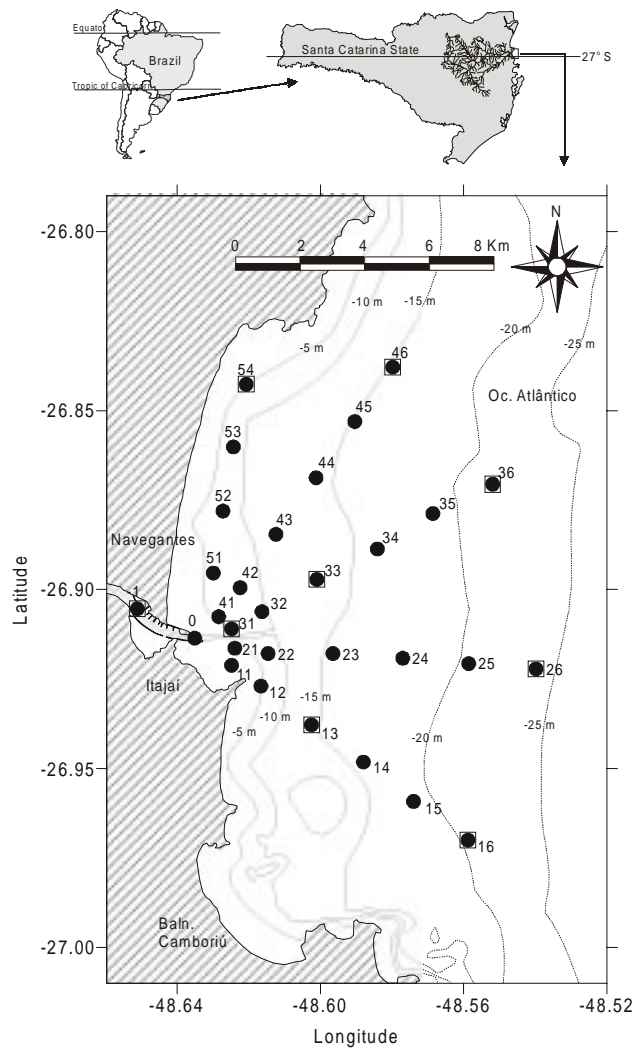 Equator
Brazil
Tropic of Capricorn
Santa Catarina State
27° S
N
0 2 4 6 8 Km
-26.80
-26.85
-26.90
-26.95
-27.00
-5 m
-10 m
-15 m
-20 m
-25 m
Oc. Atlântico
46
54
45
53
44
36
35
52
43
34
Navegantes
51
42
33
1
41
32
0
31
21
22
23
24
25
26
11
12
Itajaí
-15 m
-10 m
-5 m
13
-20 m
-25 m
14
15
16
Baln.
Camboriú
-48.64
-48.60
-48.56
-48.52
Latitude
Longitude